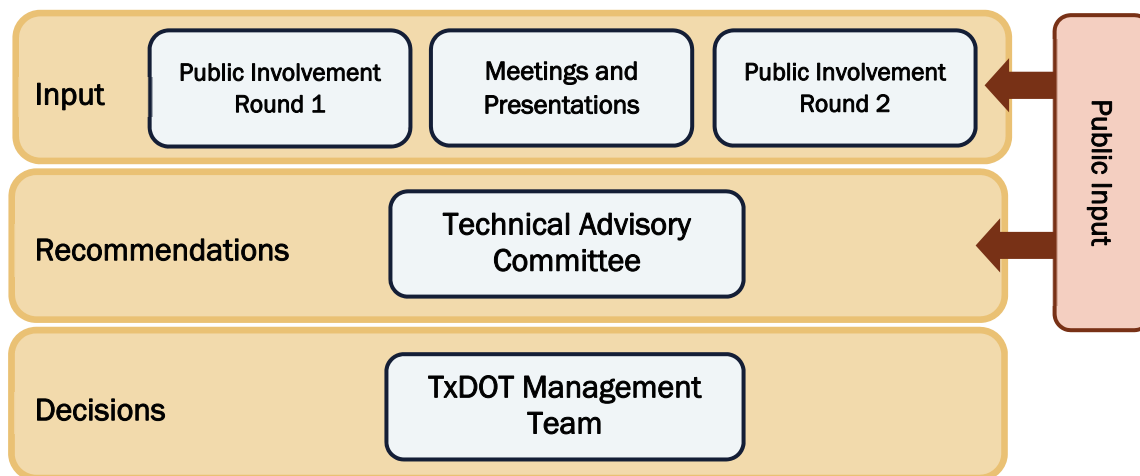 Input
Public Involvement
Round 1
Meetings and
Presentations
Public Involvement
Round 2
Public Input
Recommendations
Technical Advisory
Committee
Decisions
TxDOT Management
Team